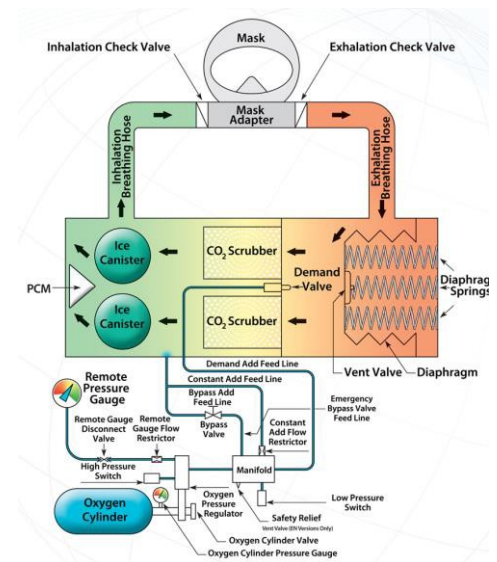 Mask
Inhalation Check Valve
Exhalation Check Valve
Mask
Adapter
Inhalation
Breathing Hose
Exhalation
Breathing Hose
Ice
Canister
CO2 Scrubber
PCM
Demand
Valve
Diaphragm
Springs
Ice
Canister
CO2 Scrubber
Vent Valve
Diaphragm
Demand Add Feed Line
Constant Add Feed Line
Remote
Pressure
Gauge
Bypass Add
Feed Line
Bypass
Valve
Constant
Add Flow
Restrictor
Emergency
Bypass Valve
Feed Line
Remote Gauge
Disconnect
Valve
Remote
Gauge Flow
Restrictor
High Pressure
Switch
Manifold
Oxygen
Cylinder
Oxygen
Pressure
Regulator
Low Pressure
Switch
Safety Relief
Vent Valve (EN Versions Only)
Oxygen Cylinder Valve
Oxygen Cylinder Pressure Gauge